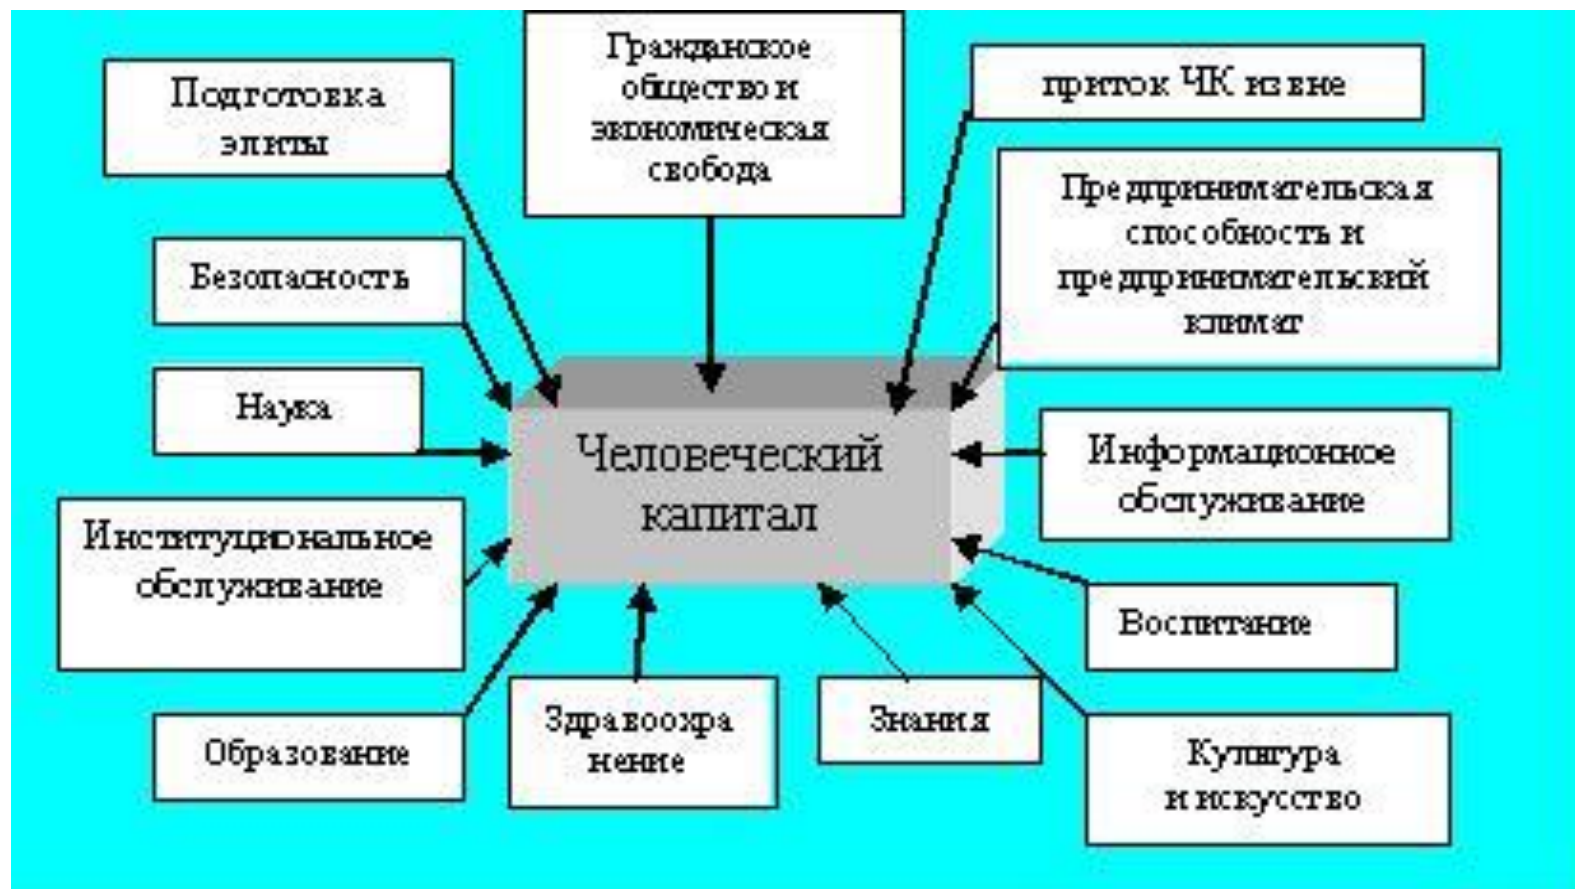 Гражданское
общество и
экономическая
свобода
Подготовка
элиты
приток ЧК извне
Предпринимательская
способность и
предпринимательский
климат
Безопасность
Наука
Человеческий
капитал
Информационное
обслуживание
Институциональное
обслуживание
Воспитание
Образование
Здравоохра
нение
Знания
Культура
и искусство